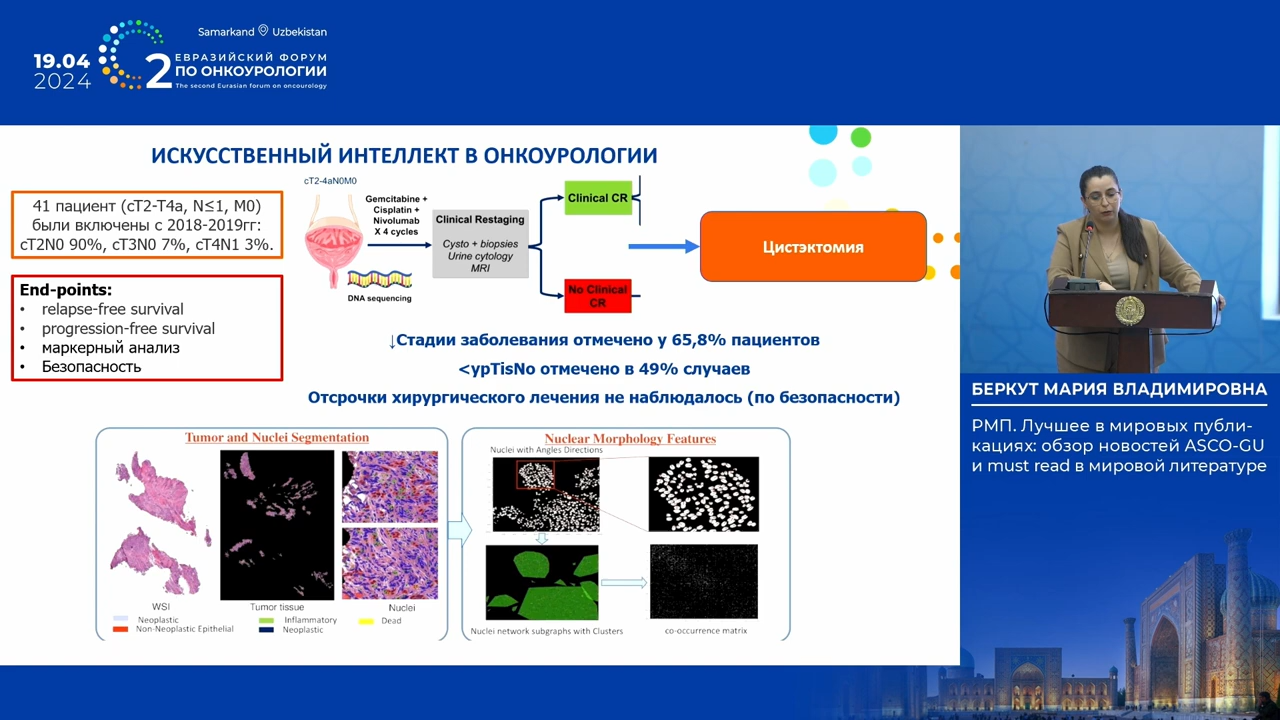 Samarkand Uzbekistan
19.04
2024
2
ЕВРАЗИЙСКИЙ ФОРУМ
ПО ОНКОУРОЛОГИИ
The second Eurasian forum on oncourology
ИСКУССТВЕННЫЙ ИНТЕЛЛЕКТ В ОНКОУРОЛОГИИ
41 пациент (cT2-T4a, N≤1, M0)
были включены с 2018-2019гг:
cT2N0 90%, cT3N0 7%, cT4N1 3%.
End-points:
• relapse-free survival
• progression-free survival
• маркерный анализ
• Безопасность
cT2-4aN0M0
Gemcitabine +
Cisplatin +
Nivolumab
X 4 cycles
DNA sequencing
Clinical Restaging
Cysto + biopsies
Urine cytology
MRI
Clinical CR
No Clinical
CR
Цистэктомия
↓Стадии заболевания отмечено у 65,8% пациентов
<ypTisNo отмечено в 49% случаев
Отсрочки хирургического лечения не наблюдалось (по безопасности)
Tumor and Nuclei Segmentation
WSI
Tumor tissue
Nuclei
Neoplastic
Inflammatory
Dead
Non-Neoplastic Epithelial
Neoplastic
Nuclear Morphology Features
Nuclei with Angles Directions
Nuclei network subgraphs with Clusters
co-occurrence matrix
БЕРКУТ МАРИЯ ВЛАДИМИРОВНА
РМП. Лучшее в мировых публи-
кациях: обзор новостей ASCO-GU
и must read в мировой литературе